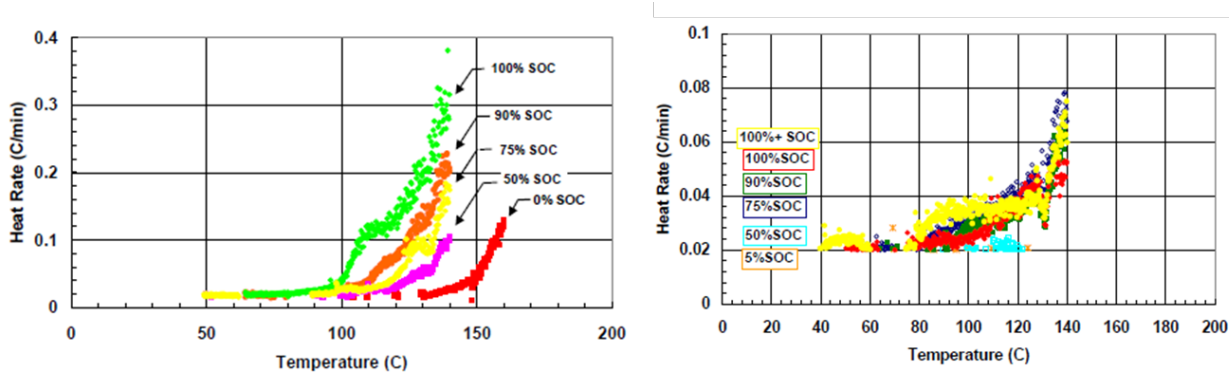 0.4
0.3
0.2
0.1
0
Heat Rate (C/min)
100% SOC
90% SOC
75% SOC
50% SOC
0% SOC
0 50 100 150 200
Temperature (C)
0.1
0.08
0.06
0.04
0.02
0
Heat Rate (C/min)
100%+ SOC
100%SOC
90%SOC
75%SOC
50%SOC
5%SOC
0 20 40 60 80 100 120 140 160 180 200
Temperature (C)